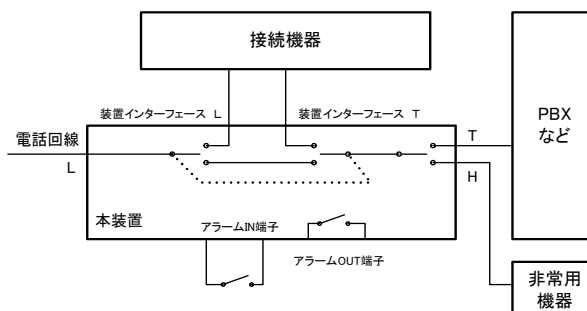 接続機器
装置インターフェース L
装置インターフェース T
電話回線
L
T
H
PBX
など
本装置
アラームIN端子
アラームOUT端子
非常用
機器